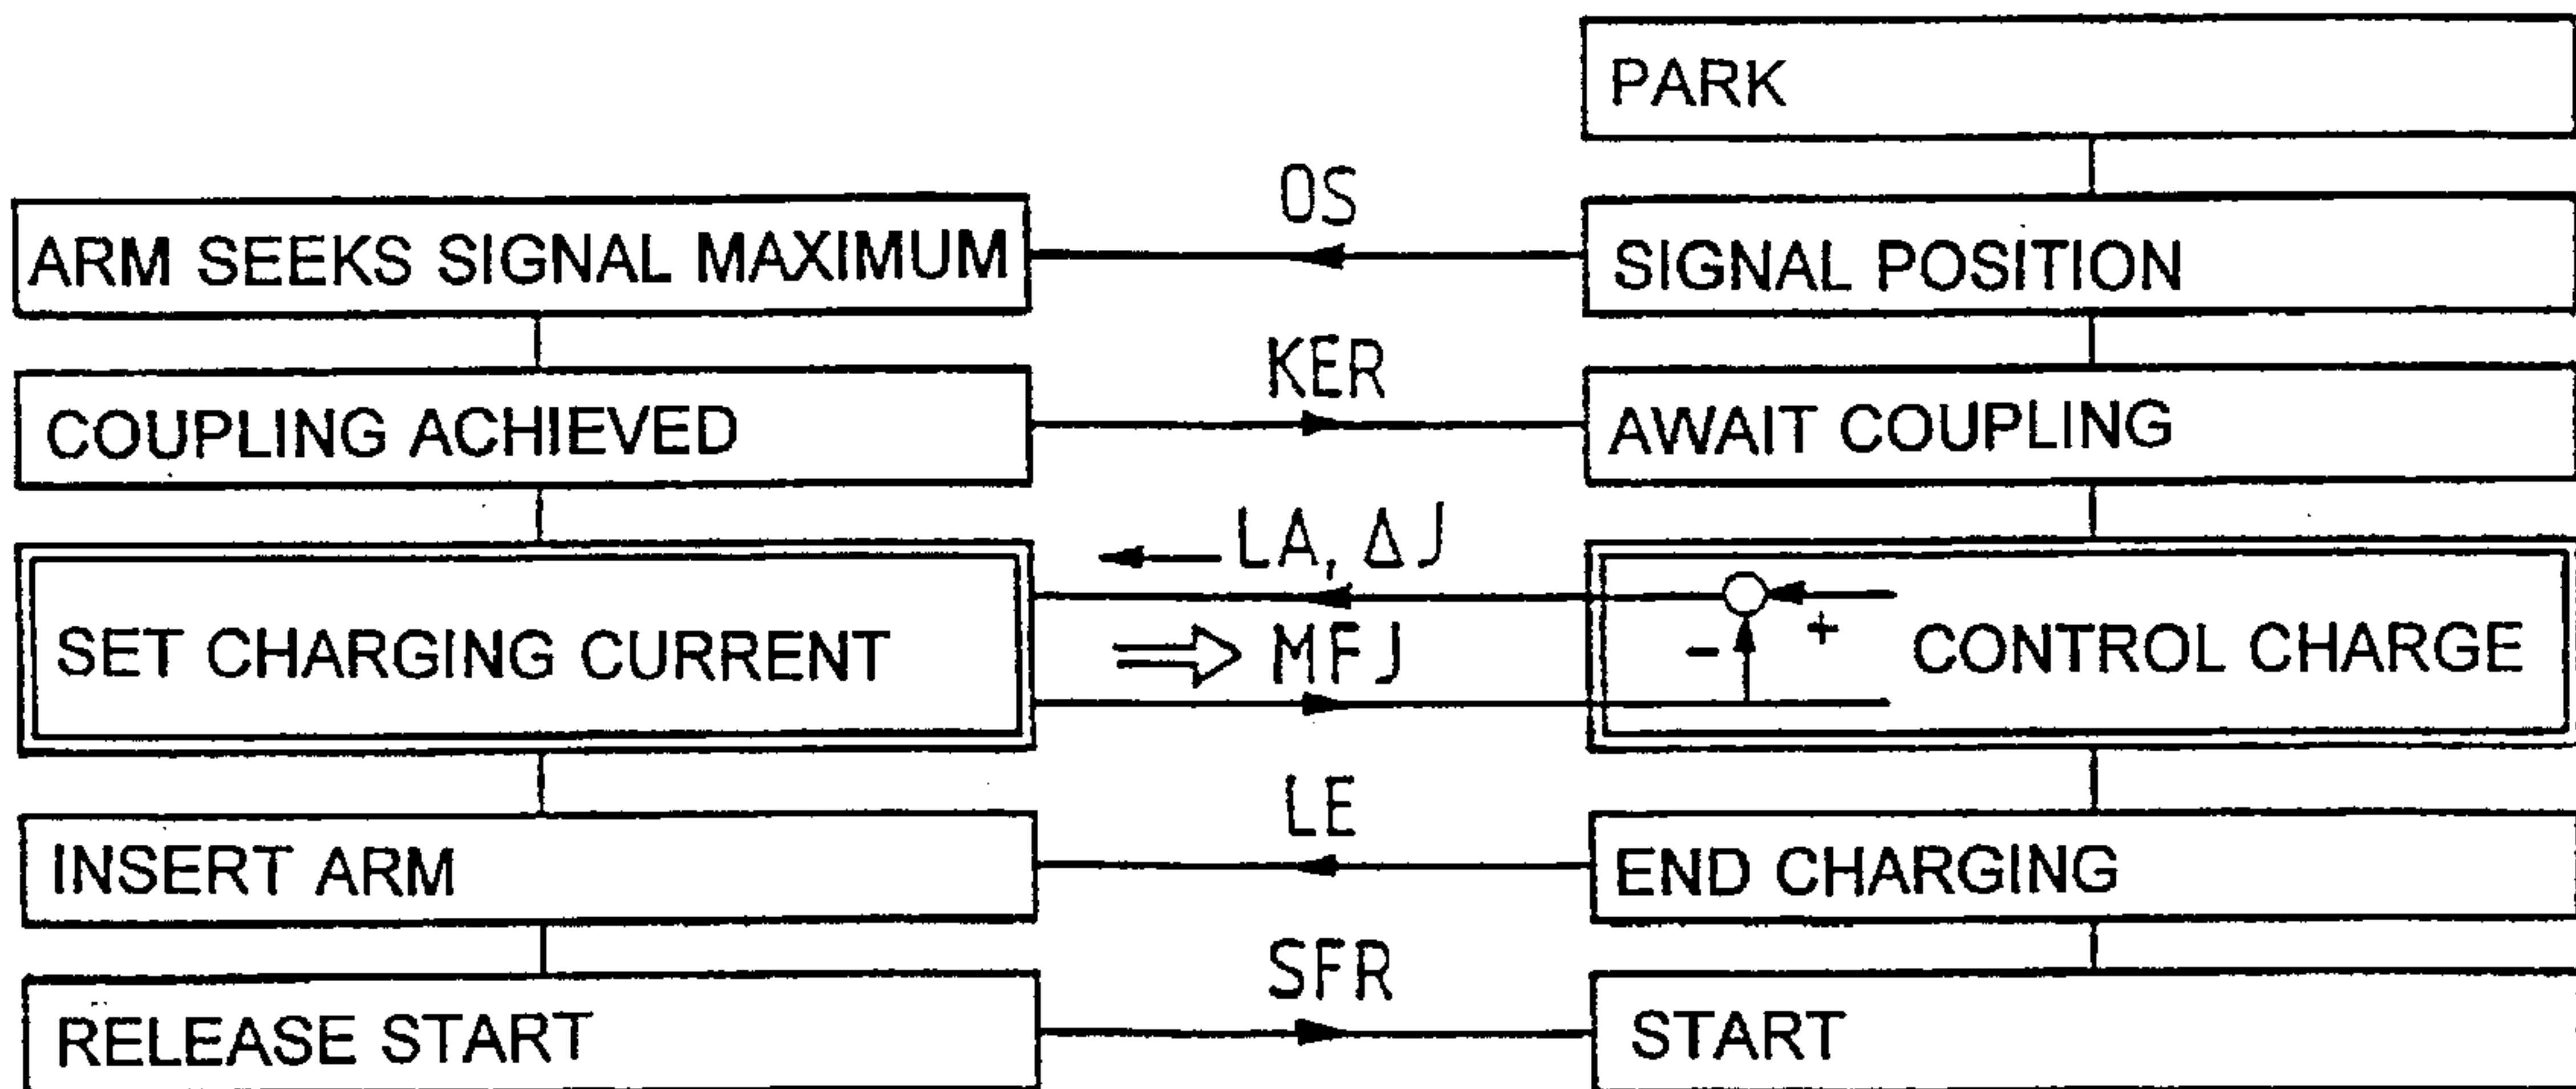 PARK
OS
ARM SEEKS SIGNAL MAXIMUM
SIGNAL POSITION
KER
COUPLING ACHIEVED
AWAIT COUPLING
LA, ΔJ
+
SET CHARGING CURRENT
MFJ
-
CONTROL CHARGE
LE
INSERT ARM
END CHARGING
SFR
RELEASE START
START